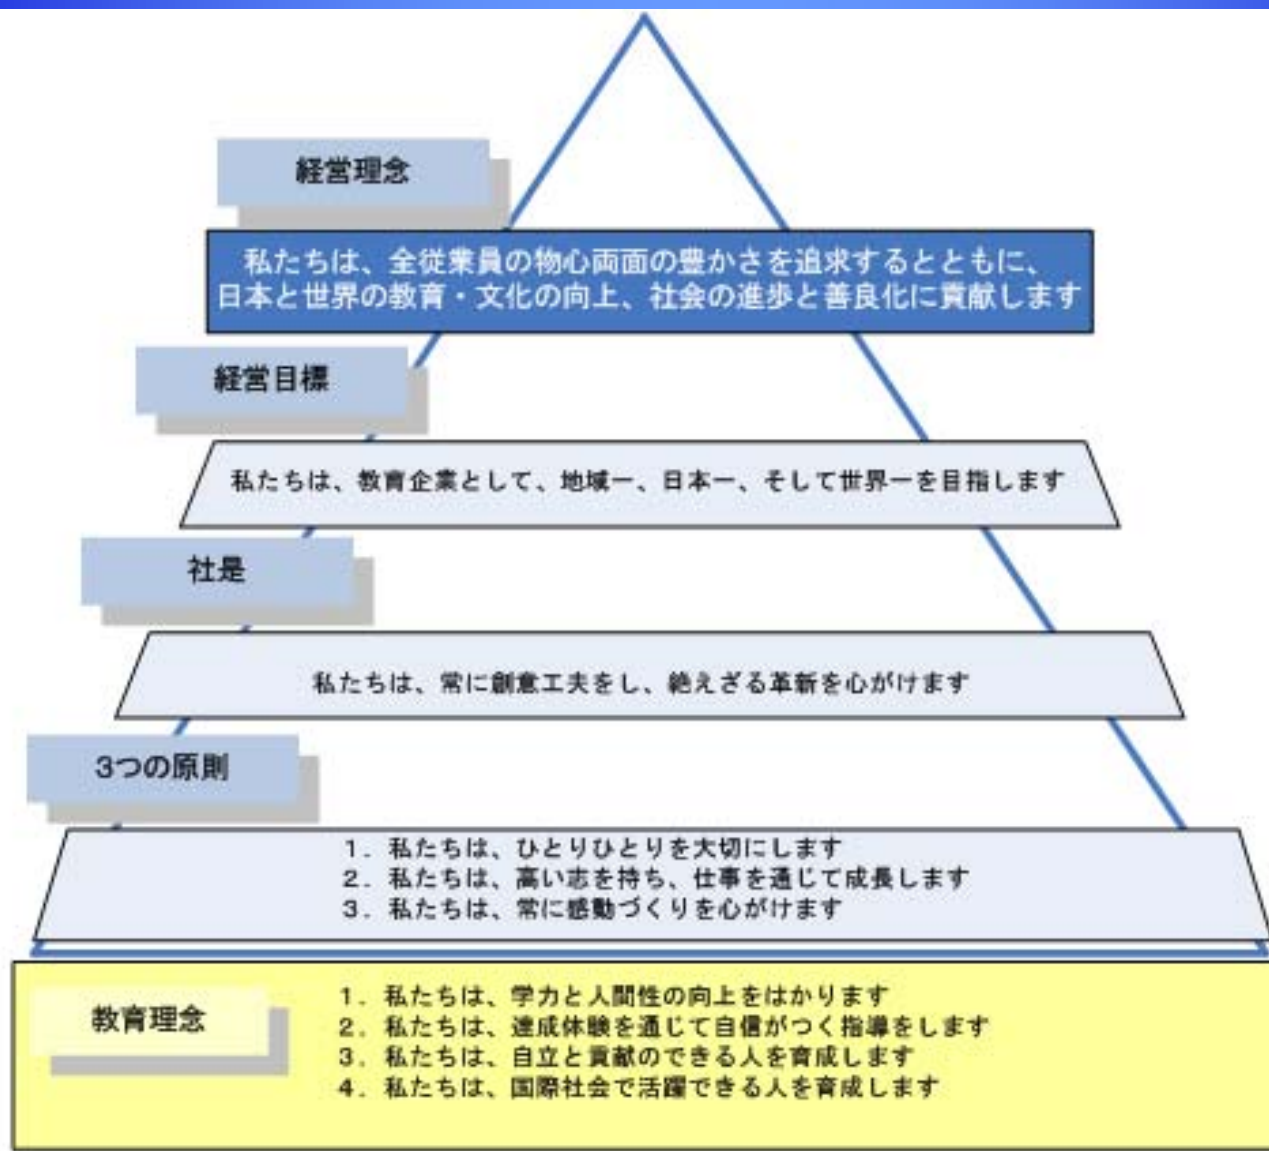 経営理念
私たちは、全従業員の物心両面の豊かさを追求するとともに、
日本と世界の教育・文化の向上、社会の進歩と善良化に貢献します
経営目標
私たちは、教育企業として、地域一、日本一、そして世界一を目指します
社是
私たちは、常に創意工夫をし、絶えざる革新を心がけます
3つの原則
１．私たちは、ひとりひとりを大切にします
２．私たちは、高い志を持ち、仕事を通じて成長します
３．私たちは、常に感動づくりを心がけます
教育理念
１．私たちは、学力と人間性の向上をはかります
２．私たちは、達成体験を通じて自信がつく指導をします
３．私たちは、自立と貢献のできる人を育成します
４．私たちは、国際社会で活躍できる人を育成します